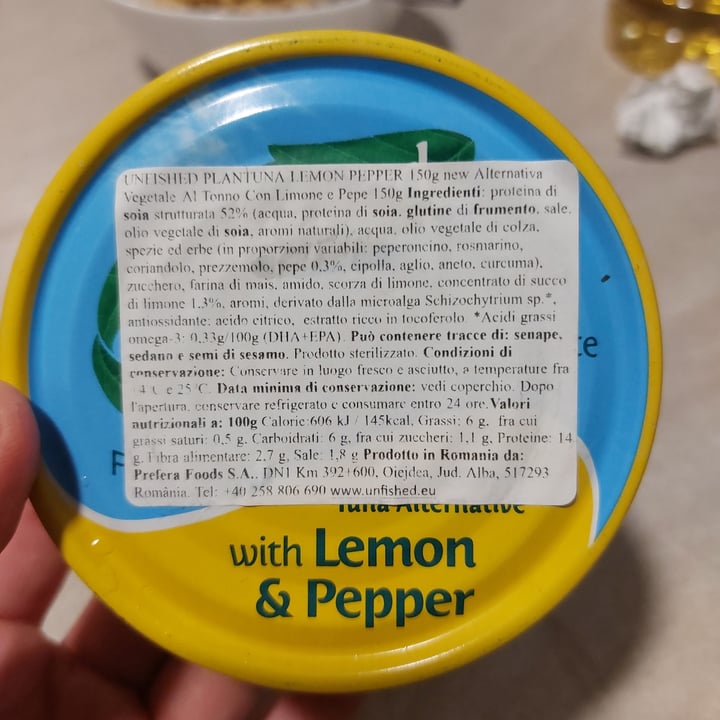 UNFISHED PLANTUNA LEMON PEPPER 150g new Alternativa
Vegetale Al Tonno Con Limone e Pepe 150g Ingredienti: proteina di
soia strutturata 52% (acqua, proteina di soia, glutine di frumento, sale,
olio vegetale di soia, aromi naturali), acqua, olio vegetale di colza,
spezie ed erbe (in proporzioni variabili: peperoncino, rosmarino,
coriandolo, prezzemolo, pepe 0.3%, cipolla, aglio, aneto, curcuma),
zucchero, farina di mais, amido, scorza di limone, concentrato di succo
di limone 1.3%, aromi, derivato dalla microalga Schizochytrium sp.*,
antiossidante: acido citrico, estratto ricco in tocoferolo. *Acidi grassi
omega-3: 0,33g/100g (DHA+EPA). Può contenere tracce di: senape,
sedano e semi di sesamo. Prodotto sterilizzato. Condizioni di
conservazione: Conservare in luogo fresco e asciutto, a temperature fra
+4 C e 25 C. Data minima di conservazione: vedi coperchio. Dopo
l'apertura, conservare refrigerato e consumare entro 24 ore. Valori
nutrizionali a: 100g Calorie:606 kJ / 145kcal, Grassi: 6 g, fra cui
grassi saturi: 0,5 g, Carboidrati: 6 g, fra cui zuccheri: 1,1 g, Proteine: 14
g, Fibra alimentare: 2,7 g, Sale: 1,8 g Prodotto in Romania da:
Prefera Foods S.A., DN1 Km 392+600, Oiejdea, Jud. Alba, 517293
România. Tel: +40 258 806 690 www.unfished.eu
Tuna Alternative
with Lemon
& Pepper